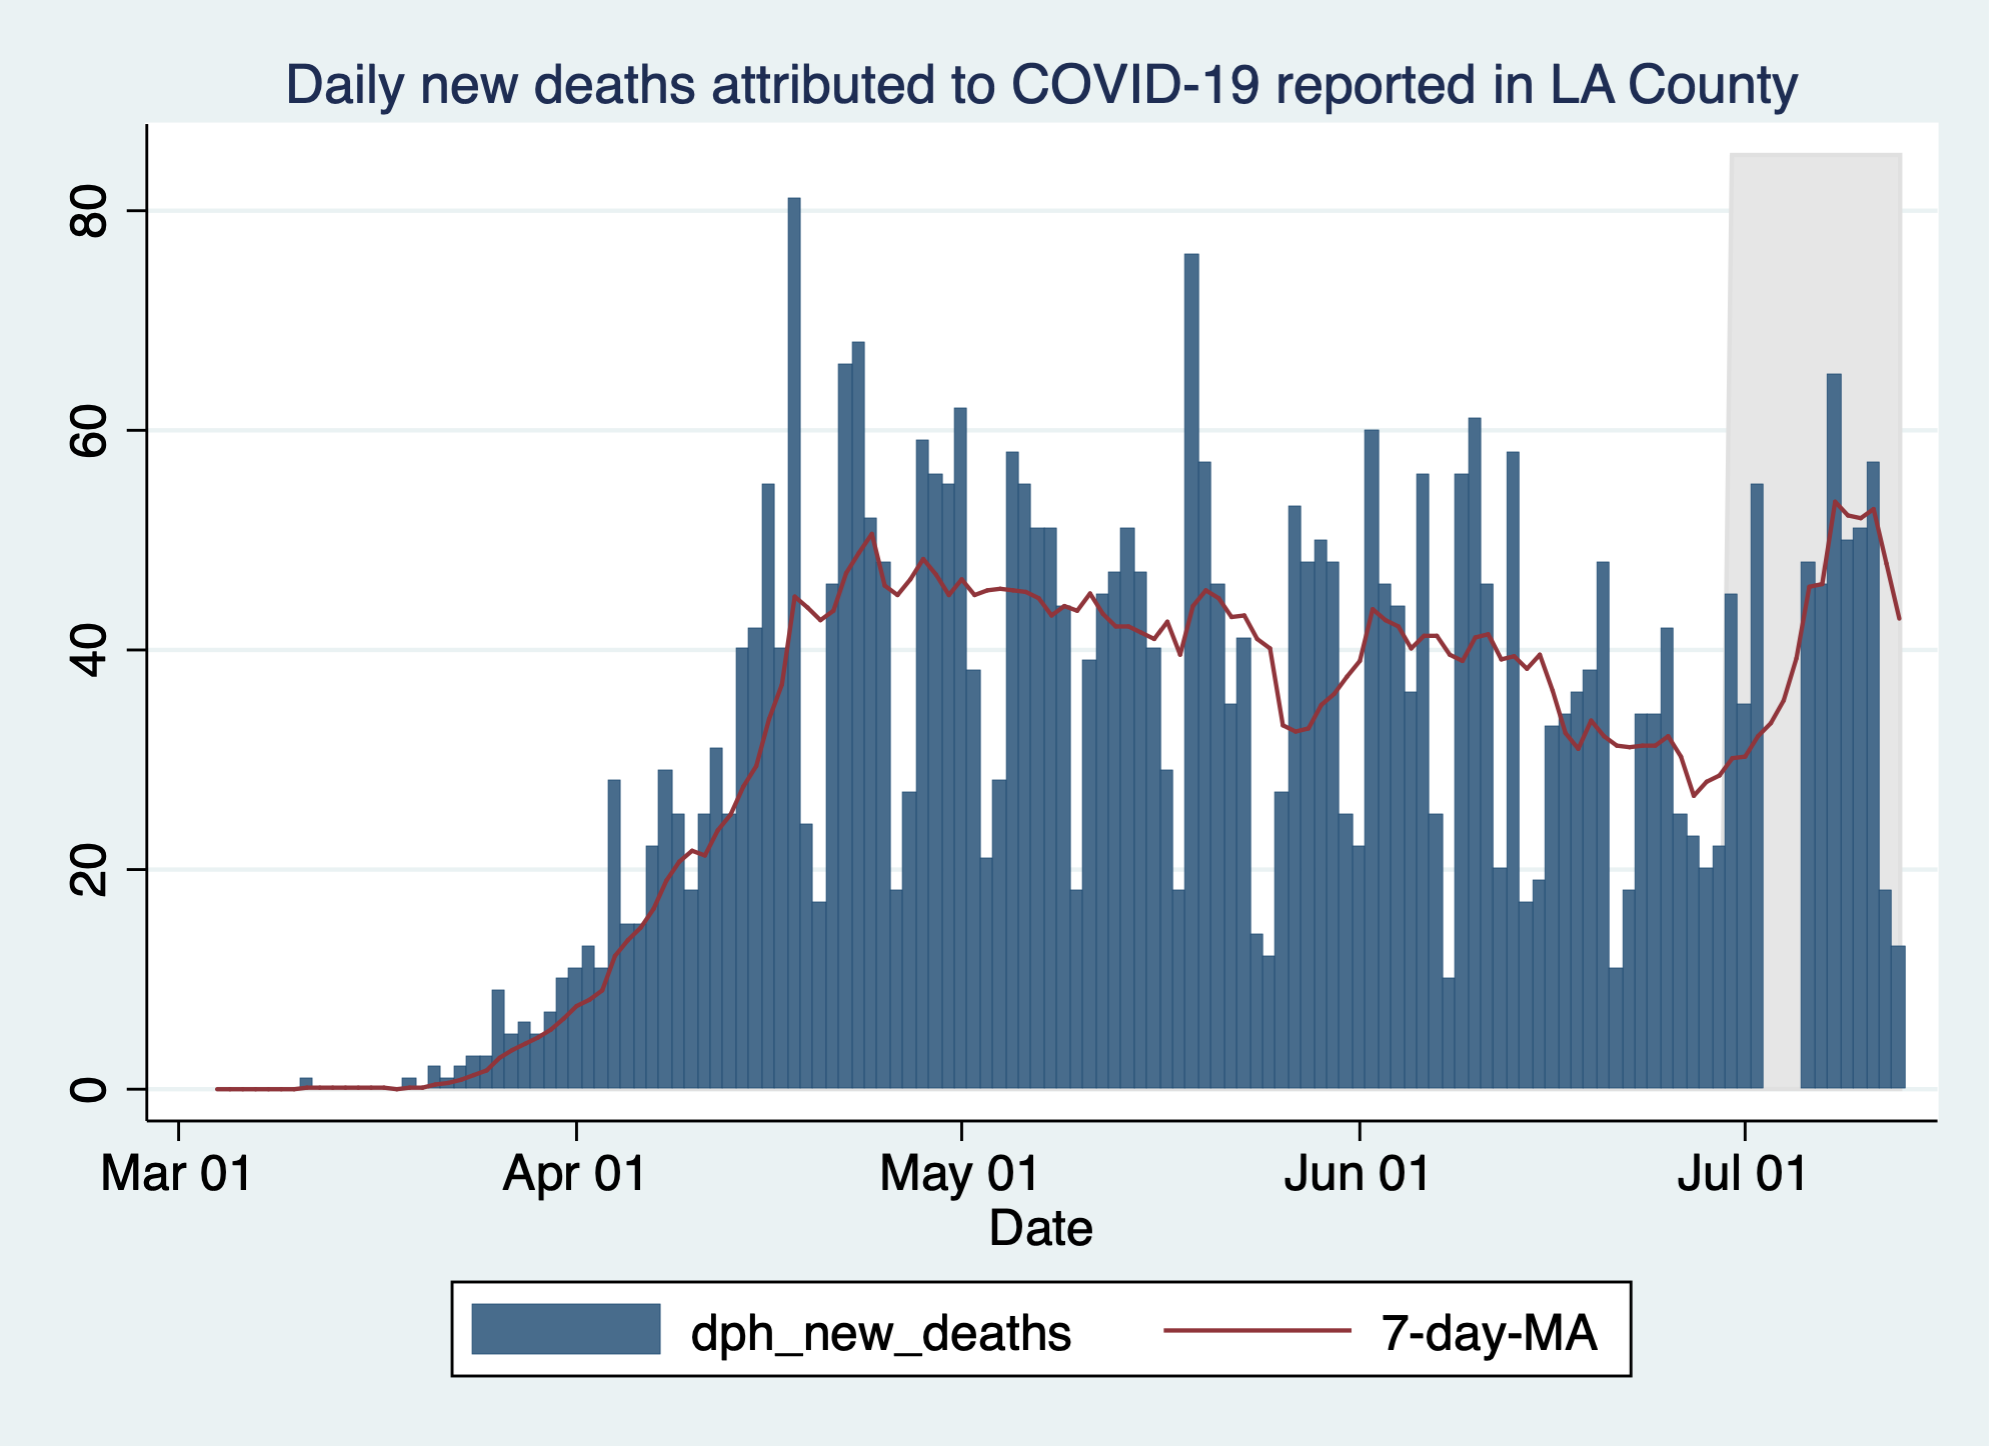 Daily new deaths attributed to COVID-19 reported in LA County
80
60
40
20
0
Mar 01 Apr 01 May 01 Jun 01 Jul 01
Date
dph_new_deaths 7-day-MA